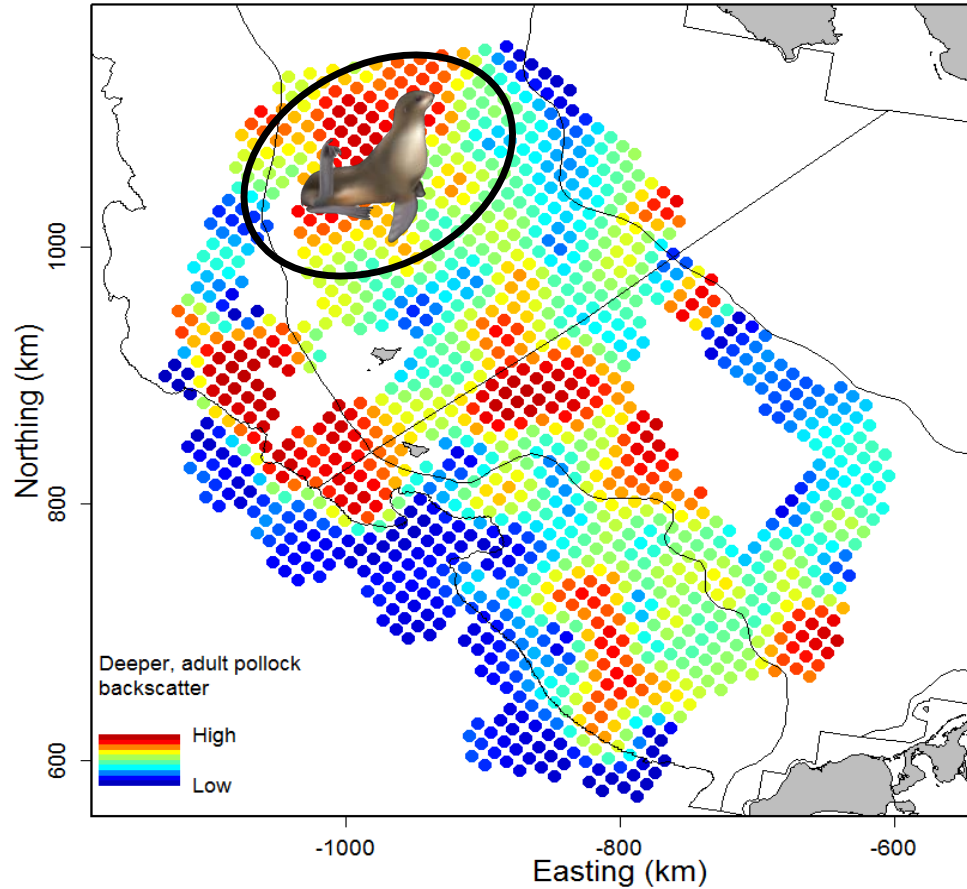 1000
800
600
Northing (km)
Deeper, adult pollock
backscatter
High
Low
-1000
-800
-600
Easting (km)